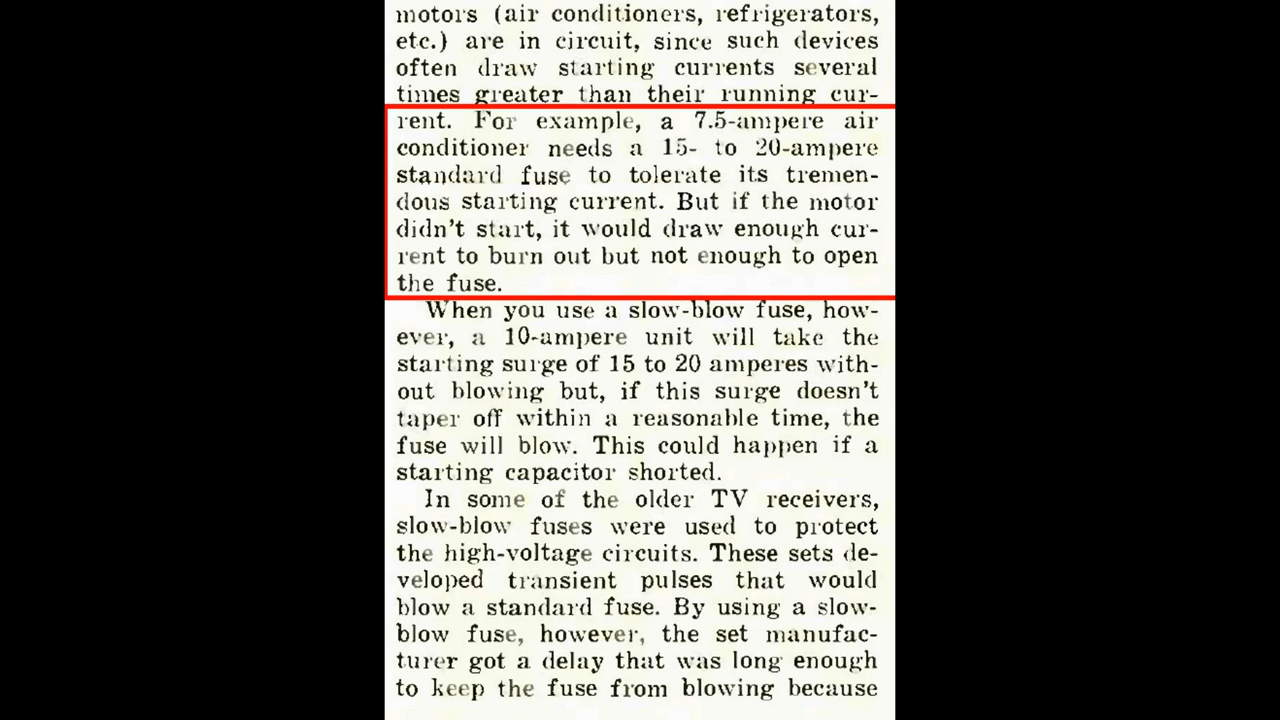 motors (air conditioners, refrigerators,
etc.) are in circuit, since such devices
often draw starting currents several
times greater than their running cur-
rent. For example, a 7.5-ampere air
conditioner needs a 15- to 20-ampere
standard fuse to tolerate its tremen-
dous starting current. But if the motor
didn't start, it would draw enough cur-
rent to burn out but not enough to open
the fuse.
When you use a slow-blow fuse, how-
ever, a 10-ampere unit will take the
starting surge of 15 to 20 amperes with-
out blowing but, if this surge doesn't
taper off within a reasonable time, the
fuse will blow. This could happen if a
starting capacitor shorted.
In some of the older TV receivers,
slow-blow fuses were used to protect
the high-voltage circuits. These sets de-
veloped transient pulses that would
blow a standard fuse. By using a slow-
blow fuse, however, the set manufac-
turer got a delay that was long enough
to keep the fuse from blowing because